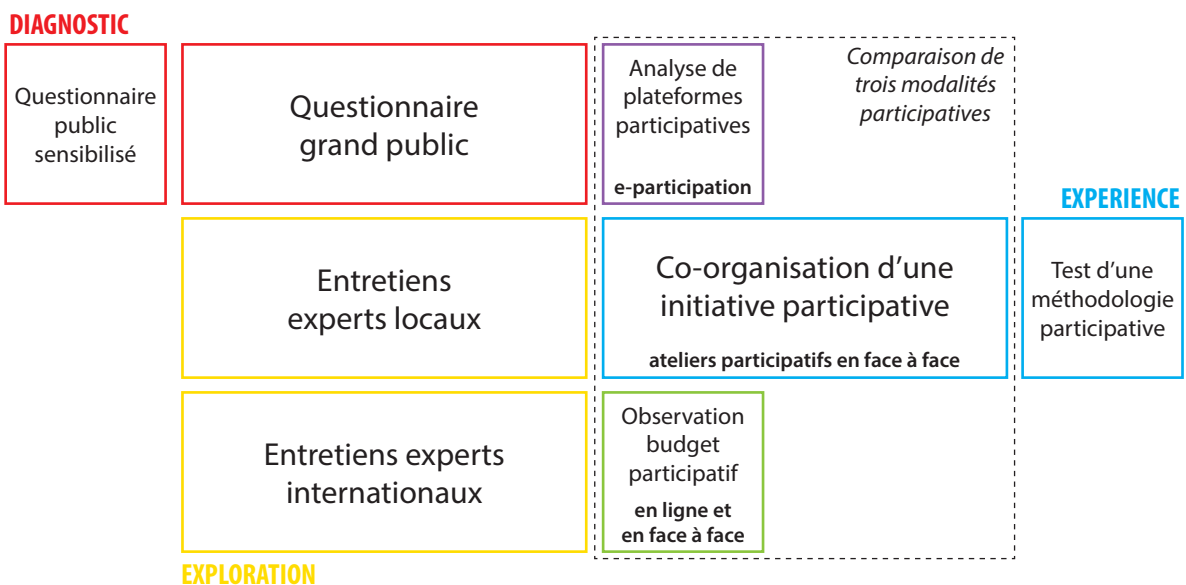 DIAGNOSTIC
Questionnaire
public
sensibilisé
Questionnaire
grand public
Analyse de
plateformes
participatives
e-participation
Comparaison de
trois modalités
participatives
Entretiens
experts locaux
Co-organisation d’une
initiative participative
ateliers participatifs en face à face
EXPERIENCE
Test d’une
méthodologie
participative
Entretiens experts
internationaux
Observation
budget
participatif
en ligne et
en face à face
EXPLORATION